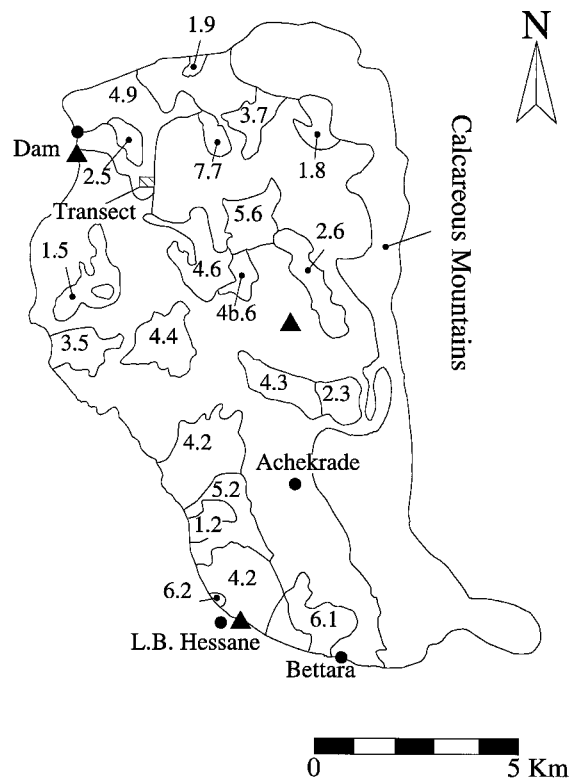 1.9
N
4.9
3.7
Dam
2.5
7.7
1.8
Transect
5.6
2.6
1.5
4.6
4b.6
Calcareous Mountains
3.5
4.4
4.3
2.3
4.2
Achekrade
5.2
1.2
4.2
6.2
6.1
L.B. Hessane
Bettara
0 5 Km